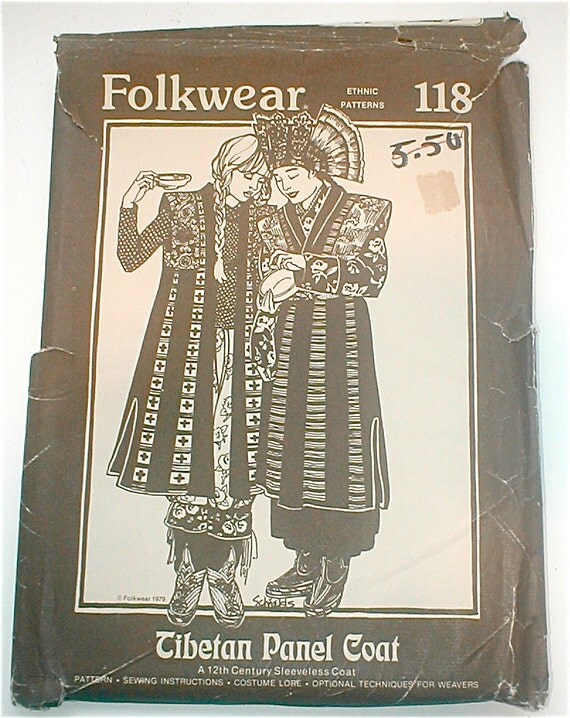 Folkwear
ETHNIC
PATTERNS
118
5.50
© Folkwear 1979
Tibetan Panel Coat
A 12th Century Sleeveless Coat
PATTERN • SEWING INSTRUCTIONS • COSTUME LORE • OPTIONAL TECHNIQUES FOR WEAVERS